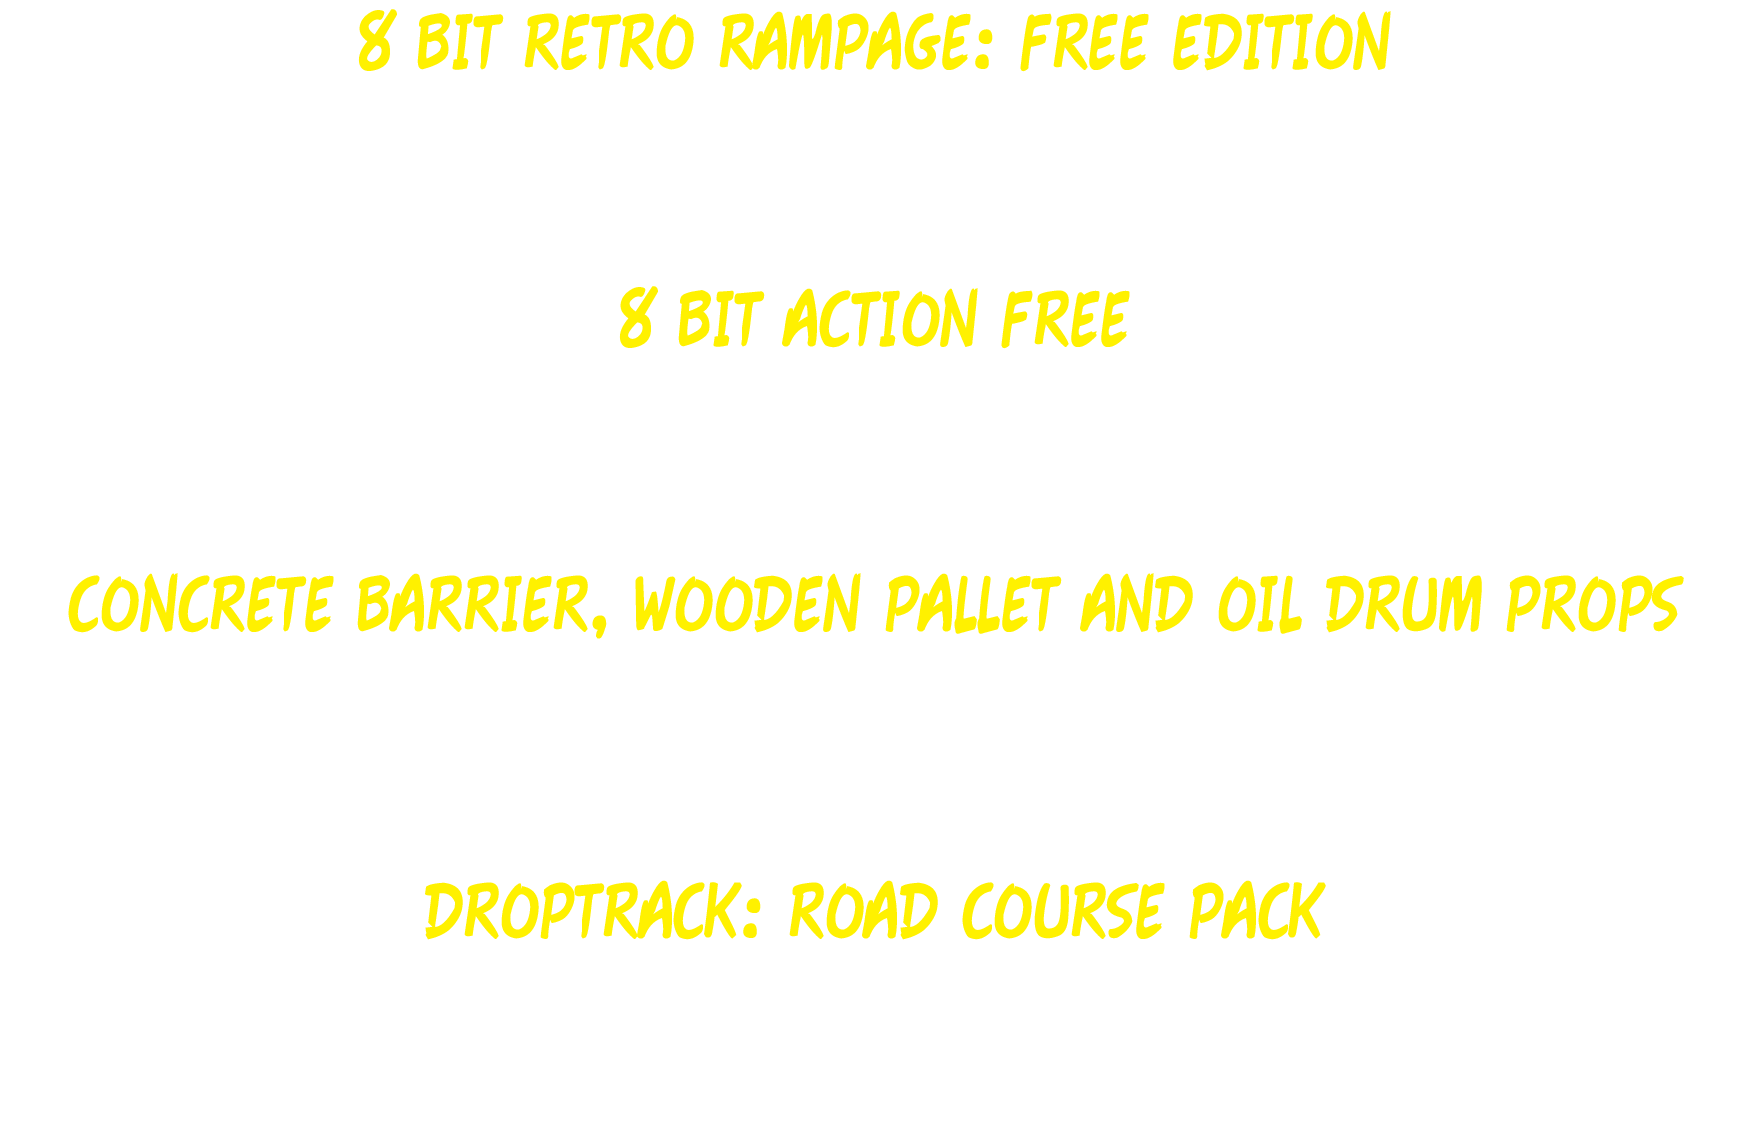 8 BIT RETRO RAMPAGE: FREE EDITION
8 BIT ACTION FREE
CONCRETE BARRIER, WOODEN PALLET AND OIL DRUM PROPS
DROPTRACK: ROAD COURSE PACK